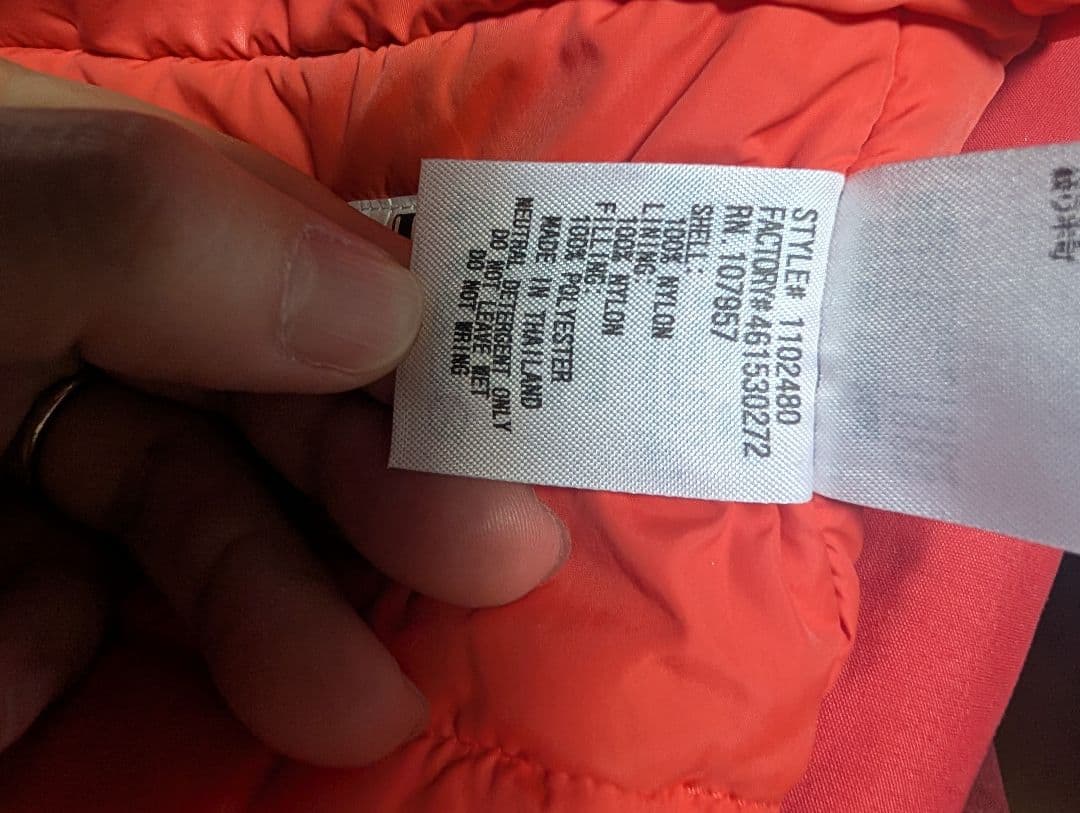 STYLE# 1102480
FACTORY# 461530272
RN. 107957
SHELL:
100% NYLON
LINING:
100% NYLON
FILLING:
100% POLYESTER
MADE IN THAILAND
NEUTRAL DETERGENT ONLY
DO NOT LEAVE WET
DO NOT WRING